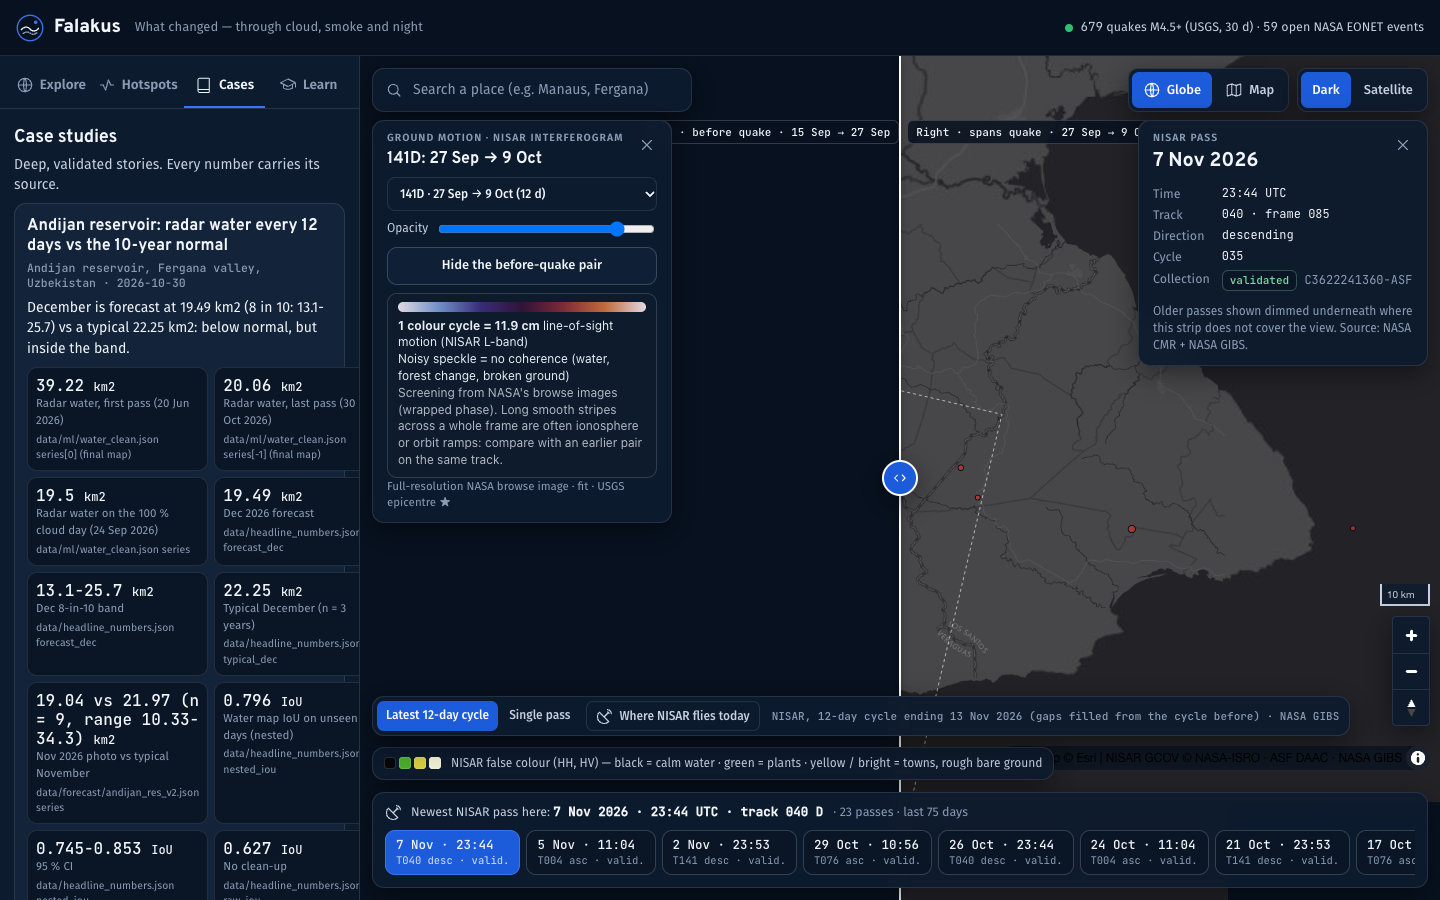 Falakus
What changed — through cloud, smoke and night
679 quakes M4.5+ (USGS, 30 d) · 59 open NASA EONET events
Explore
Hotspots
Cases
Learn
Case studies
Deep, validated stories. Every number carries its
source.
Andijan reservoir: radar water every 12
days vs the 10-year normal
Andijan reservoir, Fergana valley,
Uzbekistan · 2026-10-30
December is forecast at 19.49 km2 (8 in 10: 13.1-
25.7) vs a typical 22.25 km2: below normal, but
inside the band.
39.22 km2
Radar water, first pass (20 Jun
2026)
data/ml/water_clean.json
series[0] (final map)
20.06 km2
Radar water, last pass (30
Oct 2026)
data/ml/water_clean.json
series[-1] (final map)
19.5 km2
Radar water on the 100 %
cloud day (24 Sep 2026)
data/ml/water_clean.json series
19.49 km2
Dec 2026 forecast
data/headline_numbers.json
forecast_dec
13.1-25.7 km2
Dec 8-in-10 band
data/headline_numbers.json
forecast_dec
22.25 km2
Typical December (n = 3
years)
data/headline_numbers.json
typical_dec
19.04 vs 21.97 (n
= 9, range 10.33-
34.3) km2
Nov 2026 photo vs typical
November
data/forecast/andijan_res_v2.json
series
0.796 IoU
Water map IoU on unseen
days (nested)
data/headline_numbers.json
nested_iou
0.745-0.853 IoU
95 % CI
data/headline_numbers.json
nested_iou
0.627 IoU
No clean-up
data/headline_numbers.json
raw_iou
Search a place (e.g. Manaus, Fergana)
Globe
Map
Dark
Satellite
· before quake · 15 Sep → 27 Sep
Right · spans quake · 27 Sep → 9 O
GROUND MOTION · NISAR INTERFEROGRAM
141D: 27 Sep → 9 Oct
141D · 27 Sep → 9 Oct (12 d)
Opacity
Hide the before-quake pair
1 colour cycle = 11.9 cm line-of-sight
motion (NISAR L-band)
Noisy speckle = no coherence (water,
forest change, broken ground)
Screening from NASA's browse images
(wrapped phase). Long smooth stripes
across a whole frame are often ionosphere
or orbit ramps: compare with an earlier pair
on the same track.
Full-resolution NASA browse image · fit · USGS
epicentre ★
NISAR PASS
7 Nov 2026
Time 23:44 UTC
Track 040 · frame 085
Direction descending
Cycle 035
Collection validated C3622241360-ASF
Older passes shown dimmed underneath where
this strip does not cover the view. Source: NASA
CMR + NASA GIBS.
LOS SANTOS
10 km
Latest 12-day cycle
Single pass
Where NISAR flies today
NISAR, 12-day cycle ending 13 Nov 2026 (gaps filled from the cycle before) · NASA GIBS
NISAR false colour (HH, HV) — black = calm water · green = plants · yellow / bright = towns, rough bare ground
© Esri | NISAR GCOV © NASA-ISRO · ASF DAAC · NASA GIBS
Newest NISAR pass here: 7 Nov 2026 · 23:44 UTC · track 040 D · 23 passes · last 75 days
7 Nov · 23:44
T040 desc · valid.
5 Nov · 11:04
T004 asc · valid.
2 Nov · 23:53
T141 desc · valid.
29 Oct · 10:56
T076 asc · valid.
26 Oct · 23:44
T040 desc · valid.
24 Oct · 11:04
T004 asc · valid.
21 Oct · 23:53
T141 desc · valid.
17 Oct
T076 asc